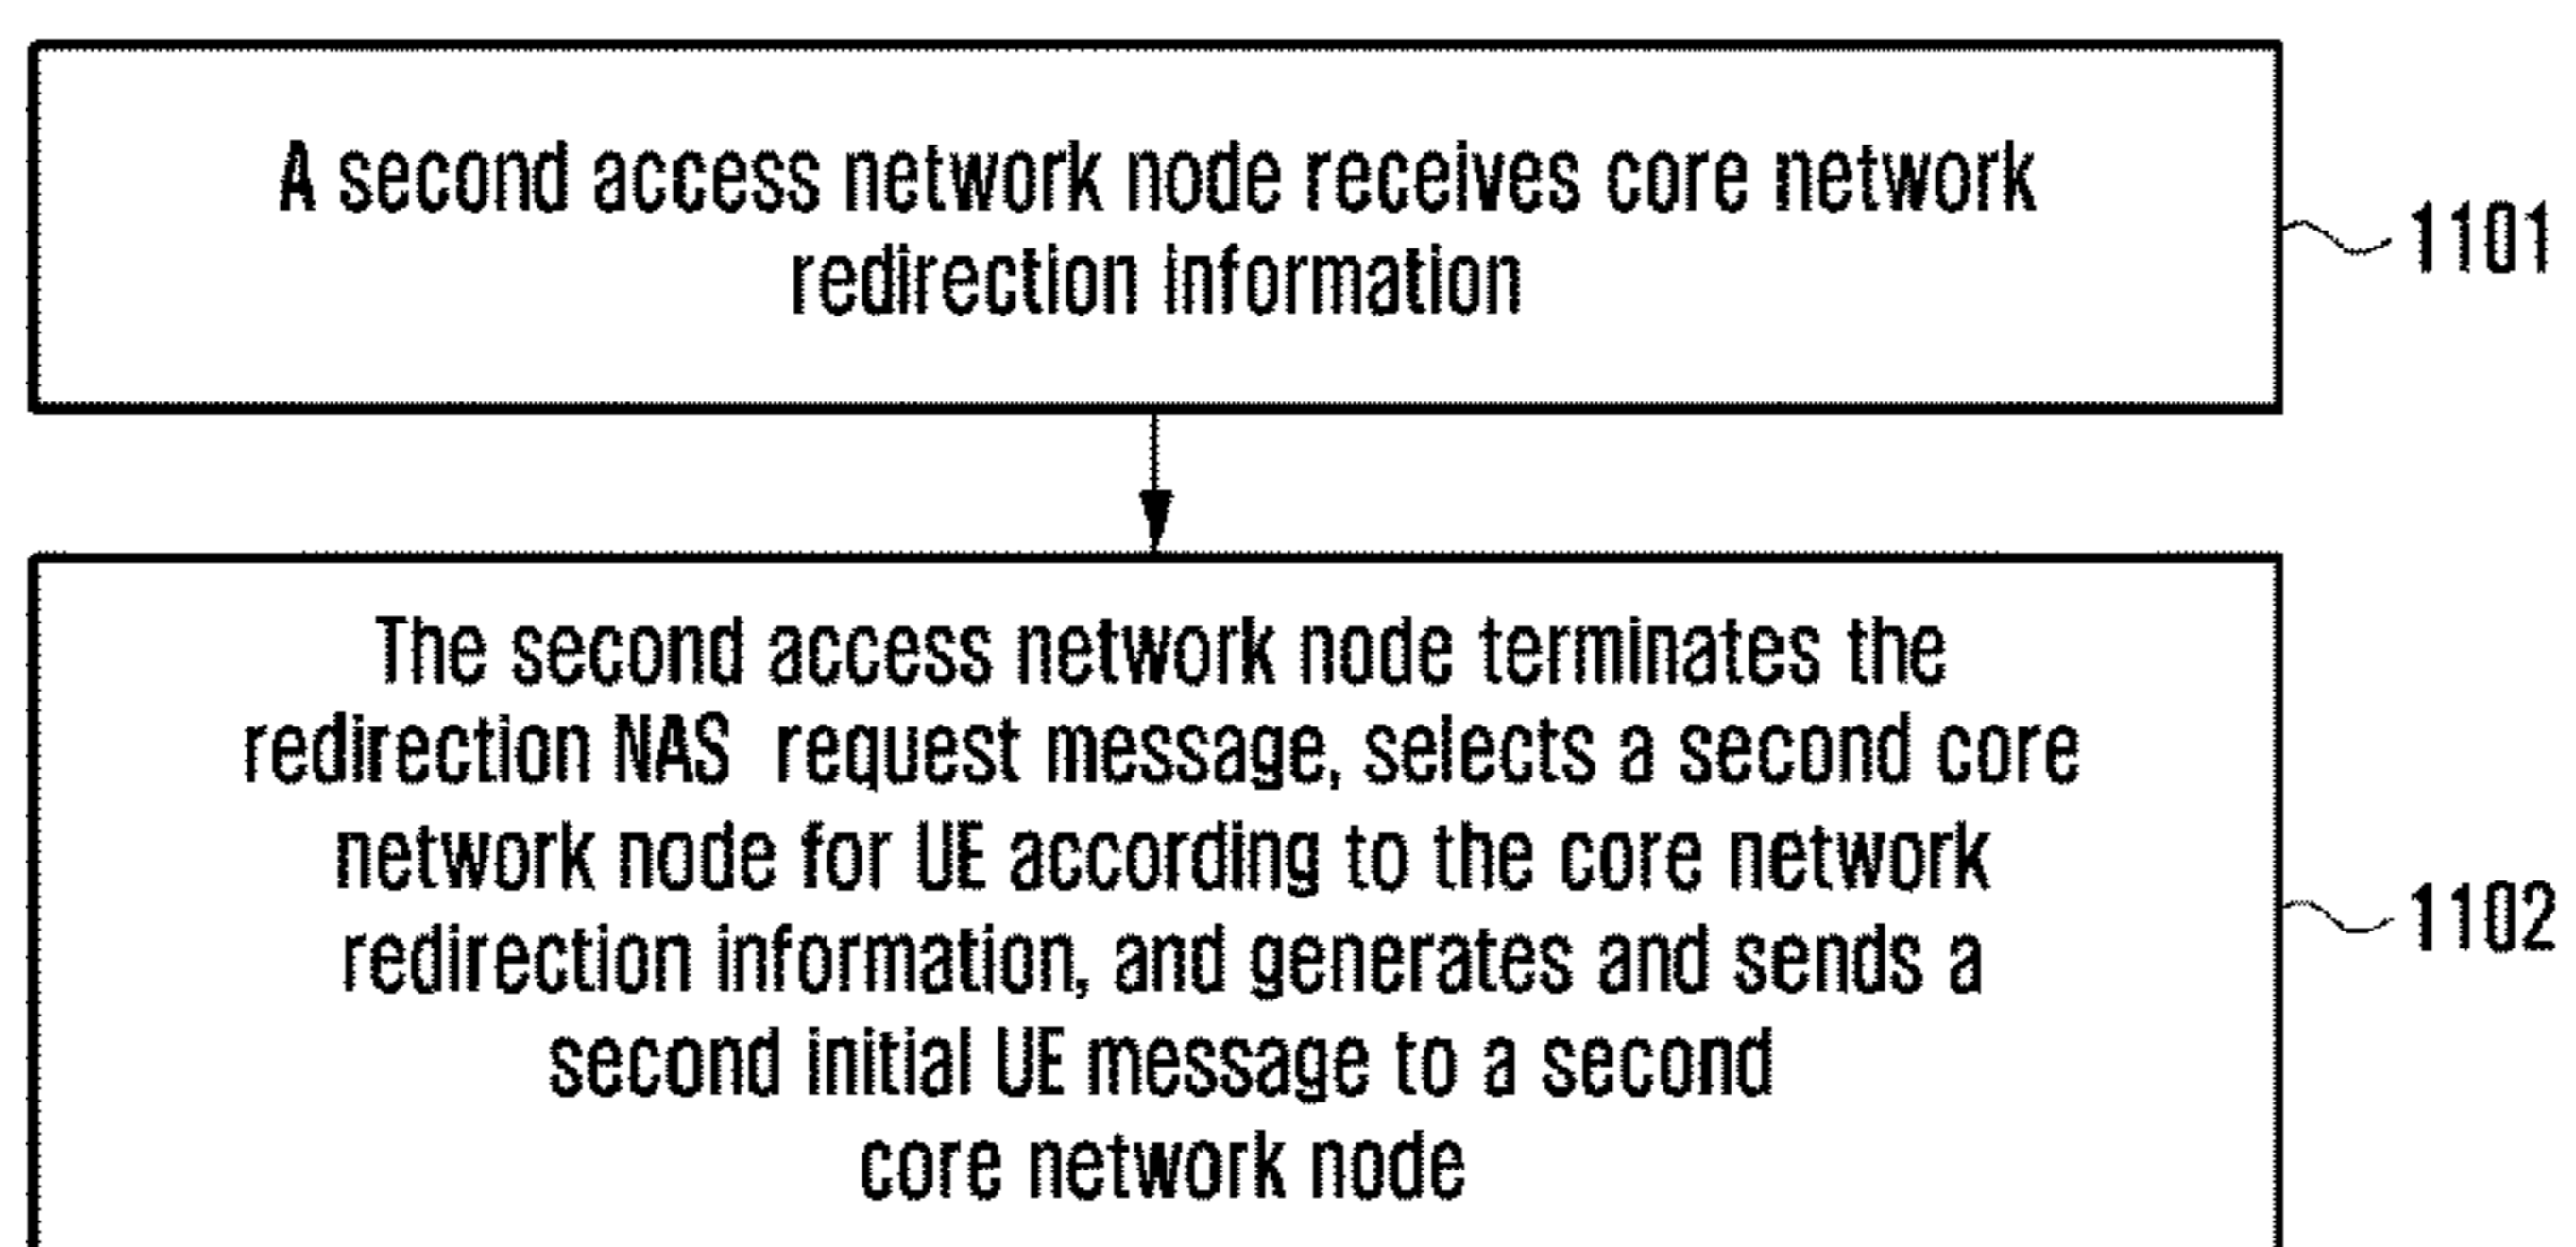 A second access network node receives core network
redirection information
1101
The second access network node terminates the
redirection NAS request message, selects a second core
network node for UE according to the core network
redirection information, and generates and sends a
second initial UE message to a second
core network node
1102